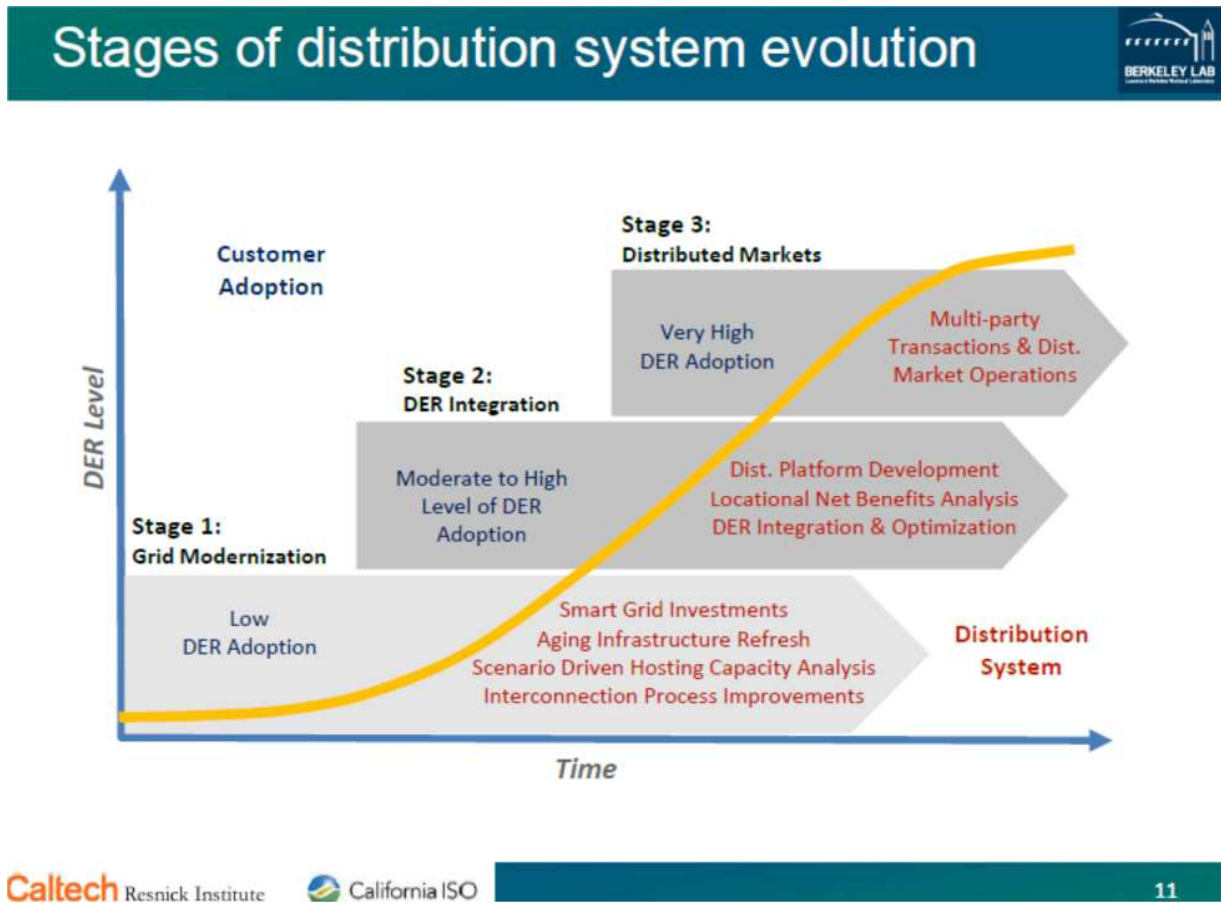 Stages of distribution system evolution
BERKELEY LAB
Customer
Adoption
DER Level
Stage 3:
Distributed Markets
Very High
DER Adoption
Multi-party
Transactions & Dist.
Market Operations
Stage 2:
DER Integration
Moderate to High
Level of DER
Adoption
Dist. Platform Development
Locational Net Benefits Analysis
DER Integration & Optimization
Stage 1:
Grid Modernization
Low
DER Adoption
Smart Grid Investments
Aging Infrastructure Refresh
Scenario Driven Hosting Capacity Analysis
Interconnection Process Improvements
Distribution
System
Time
Caltech Resnick Institute
California ISO
11